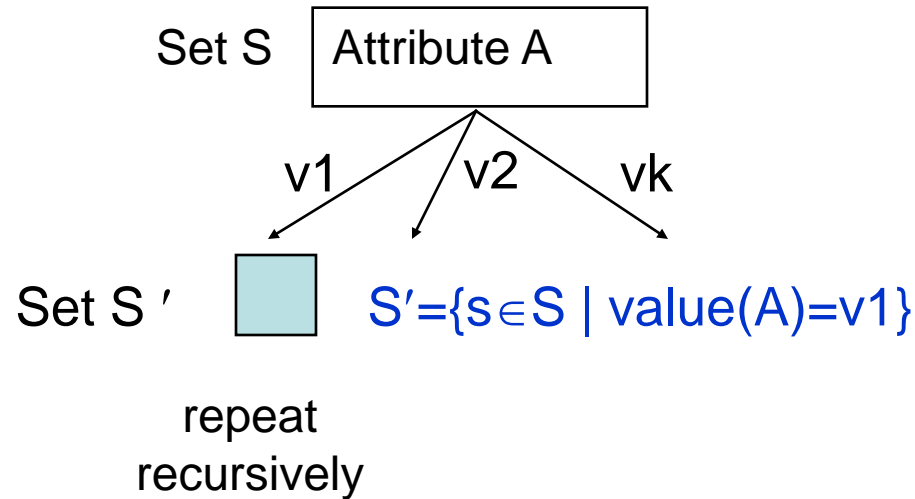 Set S Attribute A
v1 v2 vk
Set S ′ S′={s∈S | value(A)=v1}
repeat
recursively